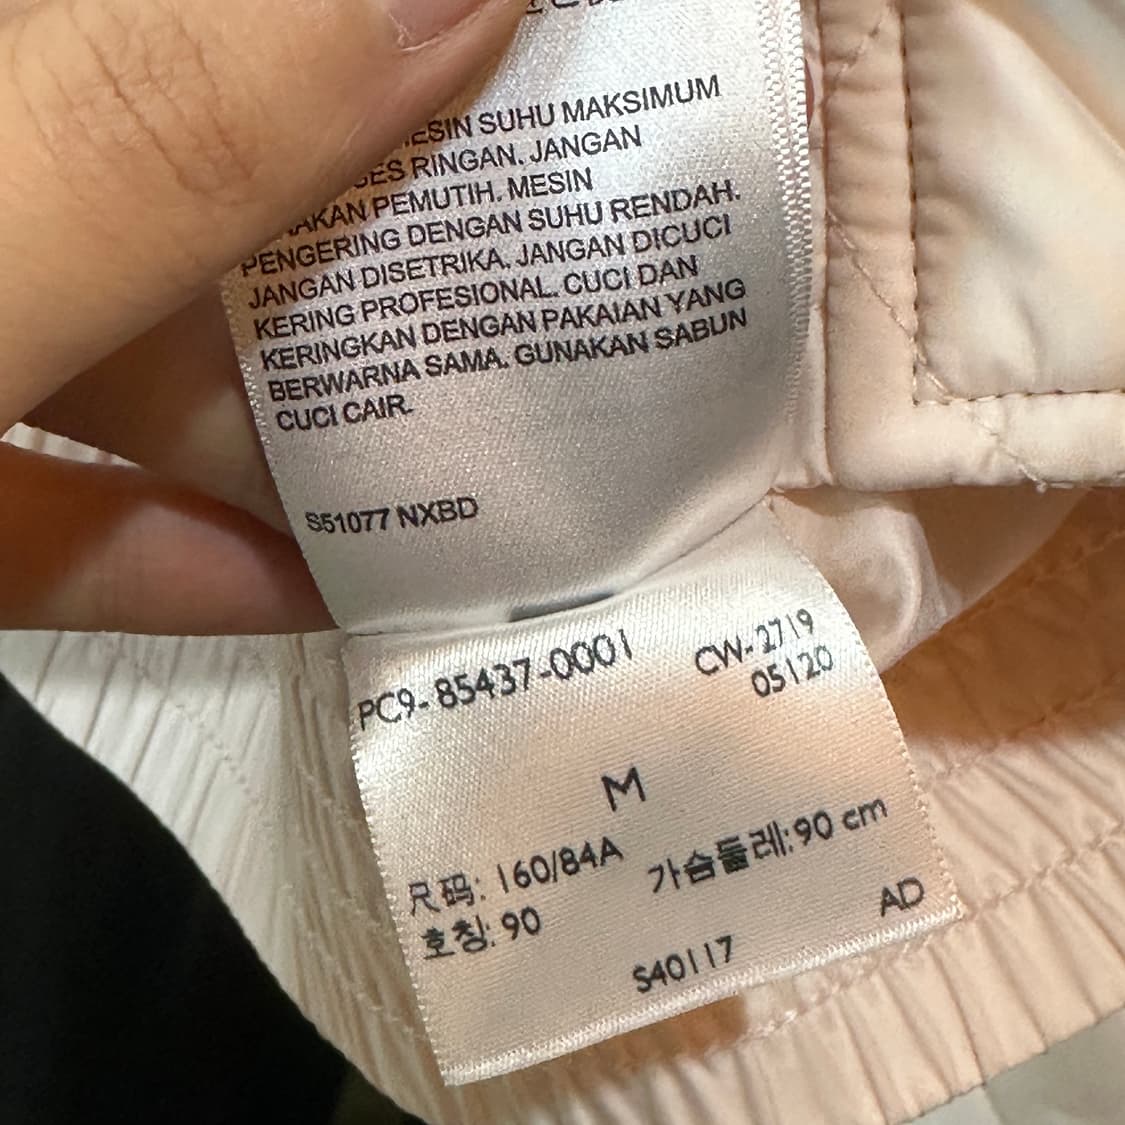 SUHU MAKSIMUM
RINGAN. JANGAN
PEMUTIH. MESIN
PENGERING DENGAN SUHU RENDAH.
JANGAN DISETRIKA. JANGAN DICUCI
KERING PROFESIONAL. CUCI DAN
KERINGKAN DENGAN PAKAIAN YANG
BERWARNA SAMA. GUNAKAN SABUN
CUCI CAIR.
S51077 NXBD
PC9-85437-0001 CW-2719
05120
M
尺码: 160/84A 가슴둘레:90 cm
호칭: 90 AD
S40117